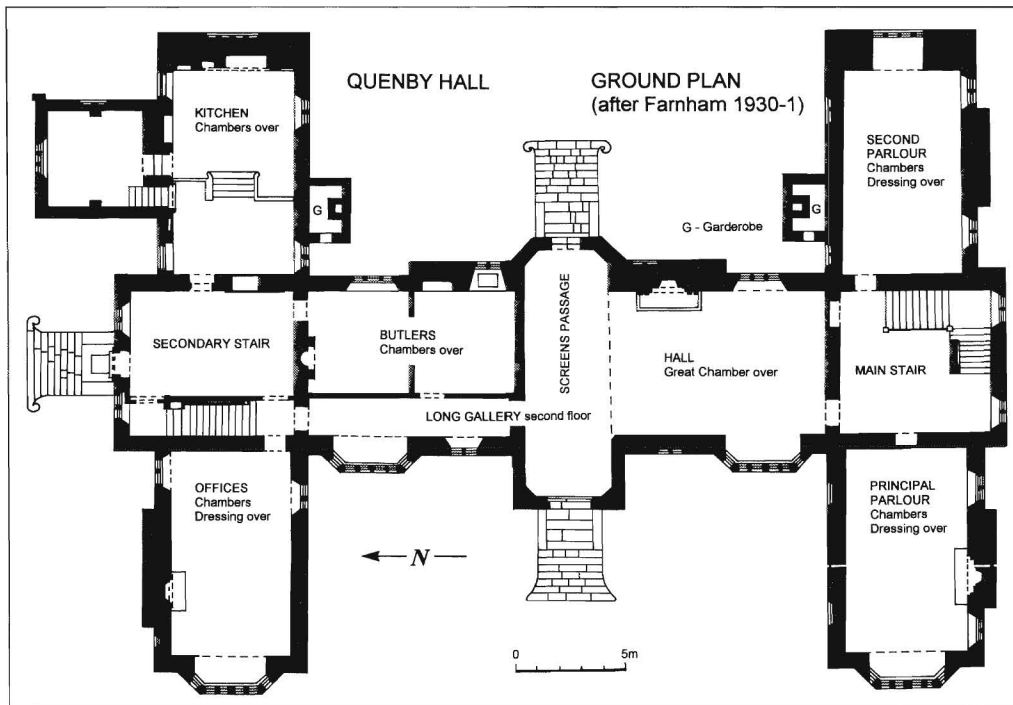 QUENBY HALL
GROUND PLAN
(after Farnham 1930-1)
KITCHEN
Chambers over
SECOND
PARLOUR
Chambers
Dressing over
G
G - Garderobe
G
SECONDARY STAIR
BUTLERS
Chambers over
SCREENS PASSAGE
HALL
Great Chamber over
MAIN STAIR
LONG GALLERY second floor
OFFICES
Chambers
Dressing over
PRINCIPAL
PARLOUR
Chambers
Dressing over
N
0 5m